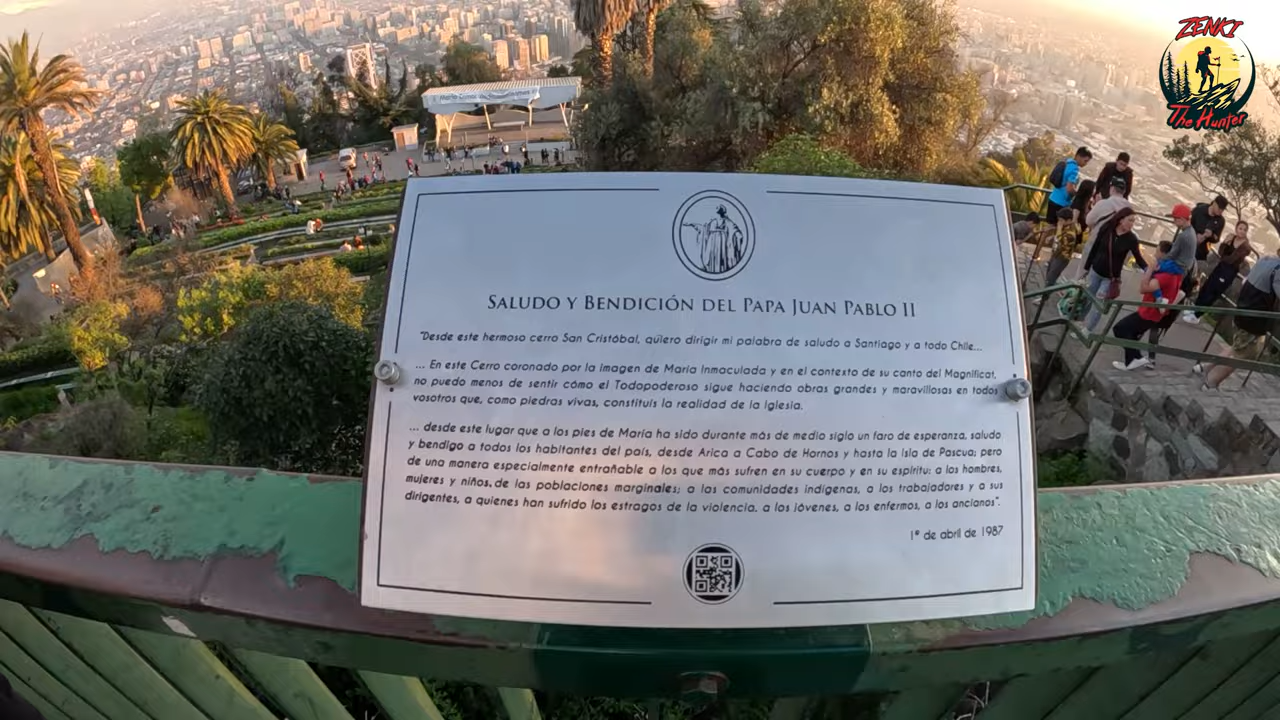 ZENKI
The Hunter
SALUDO Y BENDICIÓN DEL PAPA JUAN PABLO II
"Desde este hermoso cerro San Cristóbal, quiero dirigir mi palabra de saludo a Santiago y a todo Chile...
... En este Cerro coronado por la imagen de María Inmaculada y en el contexto de su canto del Magníficat,
no puedo menos de sentir cómo el Todopoderoso sigue haciendo obras grandes y maravillosas en todos
vosotros que, como piedras vivas, constituís la realidad de la Iglesia.
... desde este lugar que a los pies de María ha sido durante más de medio siglo un faro de esperanza, saludo
y bendigo a todos los habitantes del país, desde Arica a Cabo de Hornos y hasta la Isla de Pascua; pero
de una manera especialmente entrañable a los que más sufren en su cuerpo y en su espíritu: a los hombres,
mujeres y niños, de las poblaciones marginales; a las comunidades indígenas, a los trabajadores y a sus
dirigentes, a quienes han sufrido los estragos de la violencia, a los jóvenes, a los enfermos, a los ancianos".
1º de abril de 1987